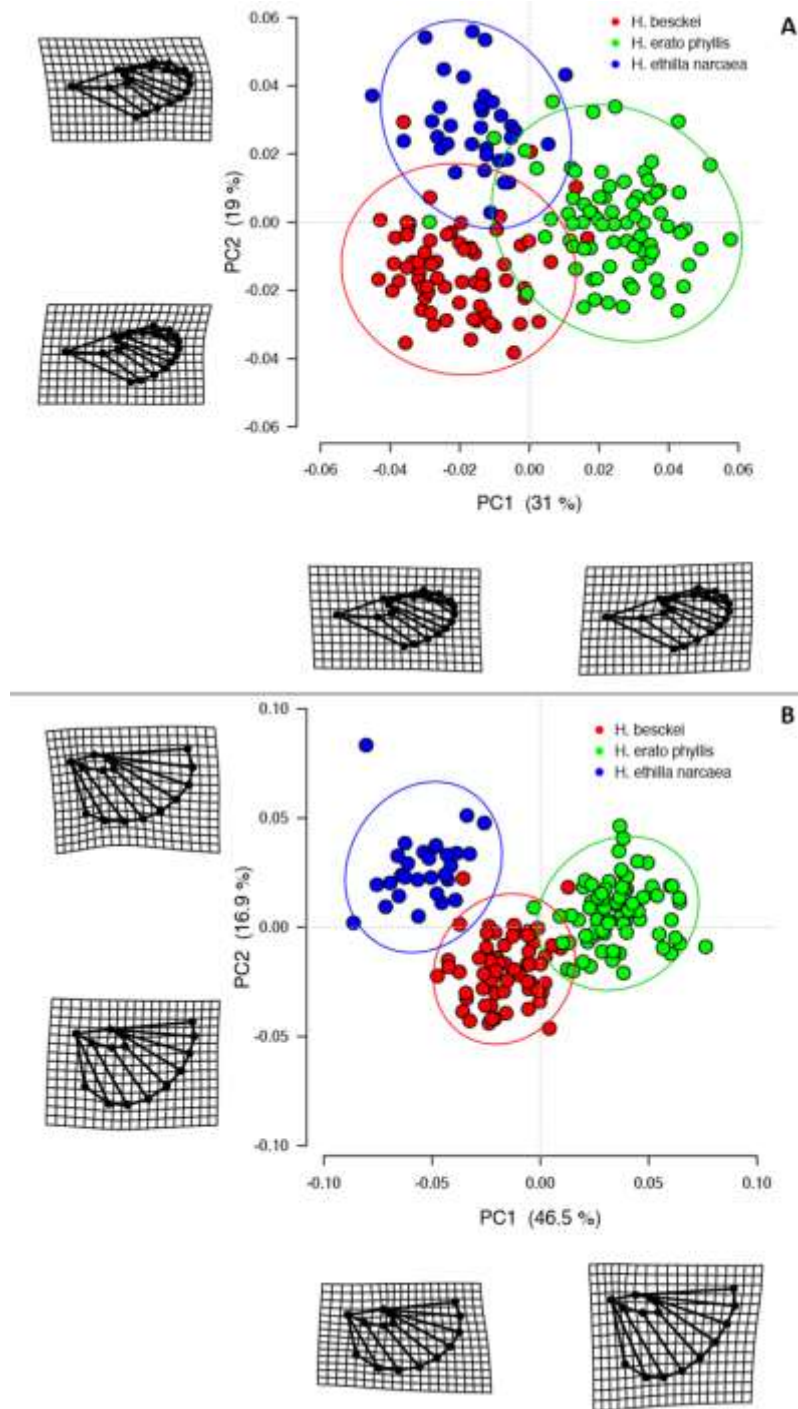 A
H. besckei
H. erato phyllis
H. ethilla narcaea
0.06
0.04
0.02
0.00
-0.02
-0.04
-0.06
PC2 (19 %)
-0.06 -0.04 -0.02 0.00 0.02 0.04 0.06
PC1 (31 %)
B
H. besckei
H. erato phyllis
H. ethilla narcaea
0.10
0.05
0.00
-0.05
-0.10
PC2 (16.9 %)
-0.10 -0.05 0.00 0.05 0.10
PC1 (46.5 %)